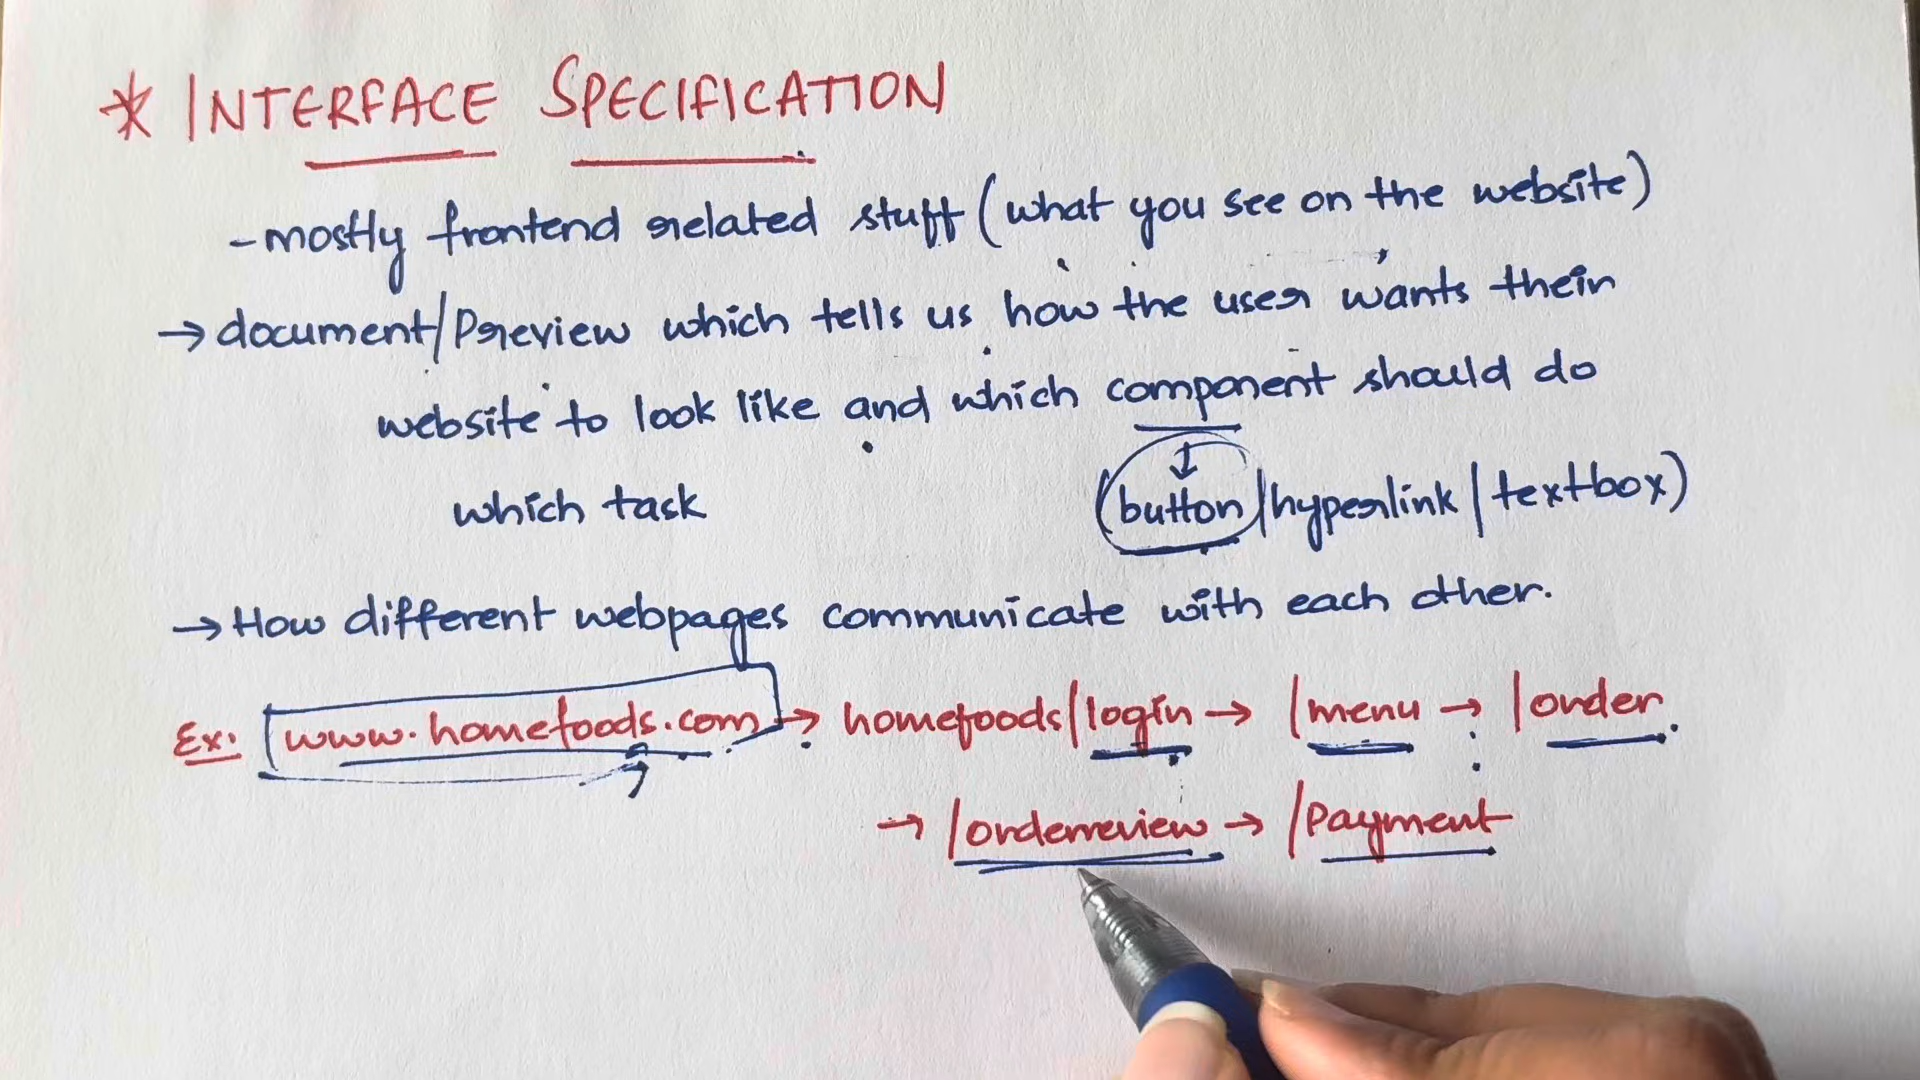 * INTERFACE SPECIFICATION
- mostly frontend related stuff (what you see on the website)
→ document/Preview which tells us how the user wants their
website to look like and which component should do
which task (button/hyperlink/textbox)
→ How different webpages communicate with each other.
Ex: www.homefoods.com → homefoods/login → /menu → /order
→ /orderreview → /payment